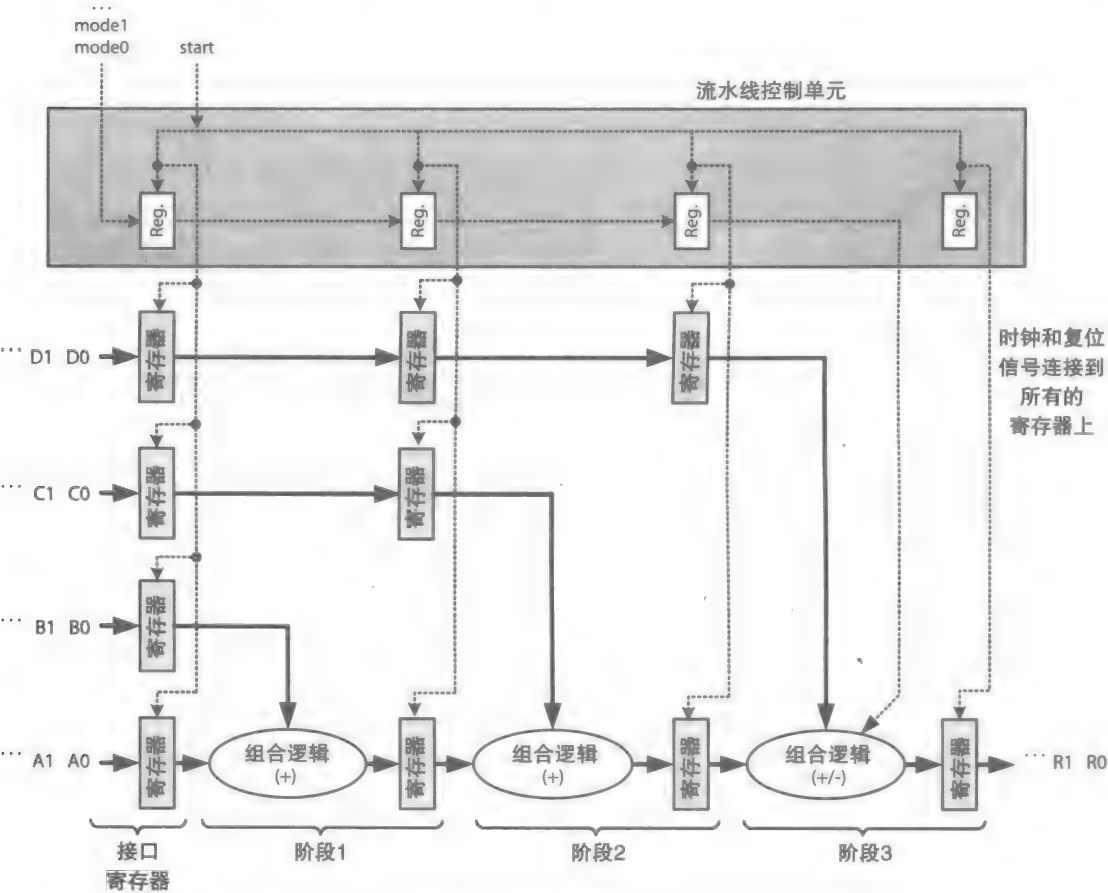 ...
mode1
mode0
start
流水线控制单元
Reg.
Reg.
Reg.
Reg.
... D1 D0
寄存器
寄存器
寄存器
时钟和复位
信号连接到
所有的
寄存器上
... C1 C0
寄存器
寄存器
... B1 B0
寄存器
... A1 A0
寄存器
组合逻辑
(+)
寄存器
组合逻辑
(+)
寄存器
组合逻辑
(+/-)
寄存器
... R1 R0
接口
寄存器
阶段1
阶段2
阶段3